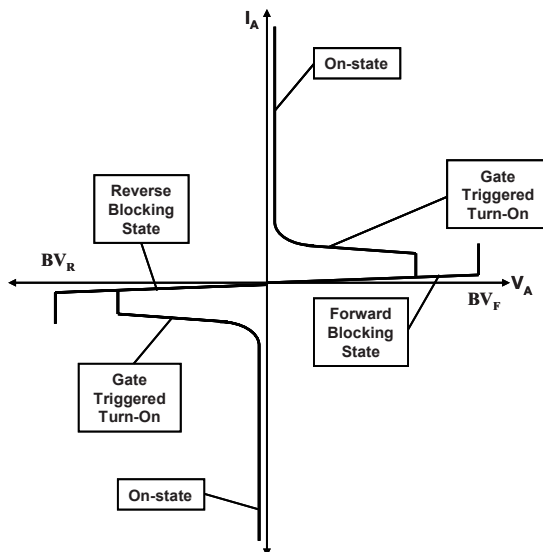 I_A
On-state
Gate
Triggered
Turn-On
Reverse
Blocking
State
BV_R
V_A
BV_F
Forward
Blocking
State
Gate
Triggered
Turn-On
On-state